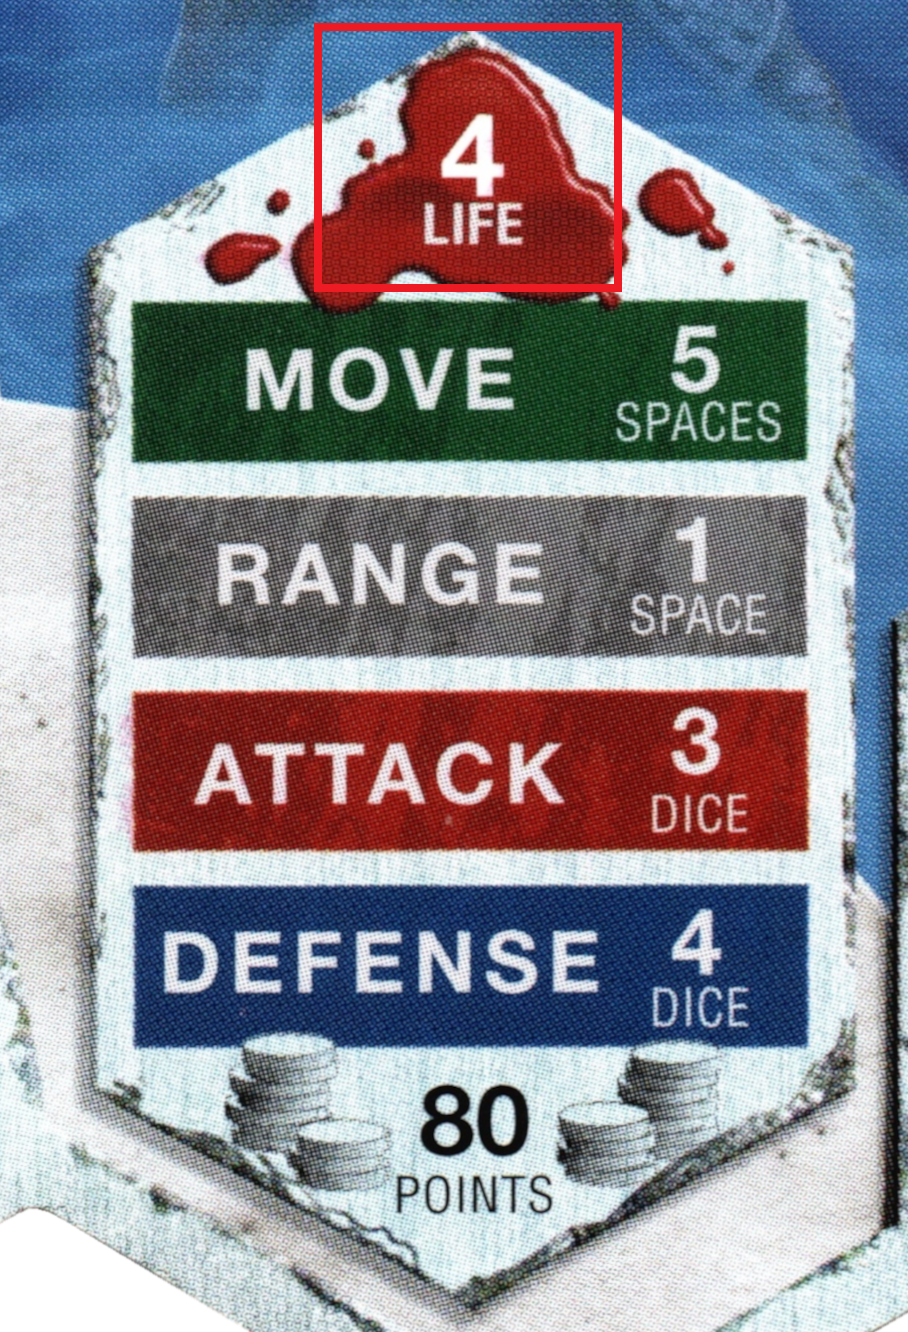 4
LIFE
MOVE 5
SPACES
RANGE 1
SPACE
ATTACK 3
DICE
DEFENSE 4
DICE
80
POINTS